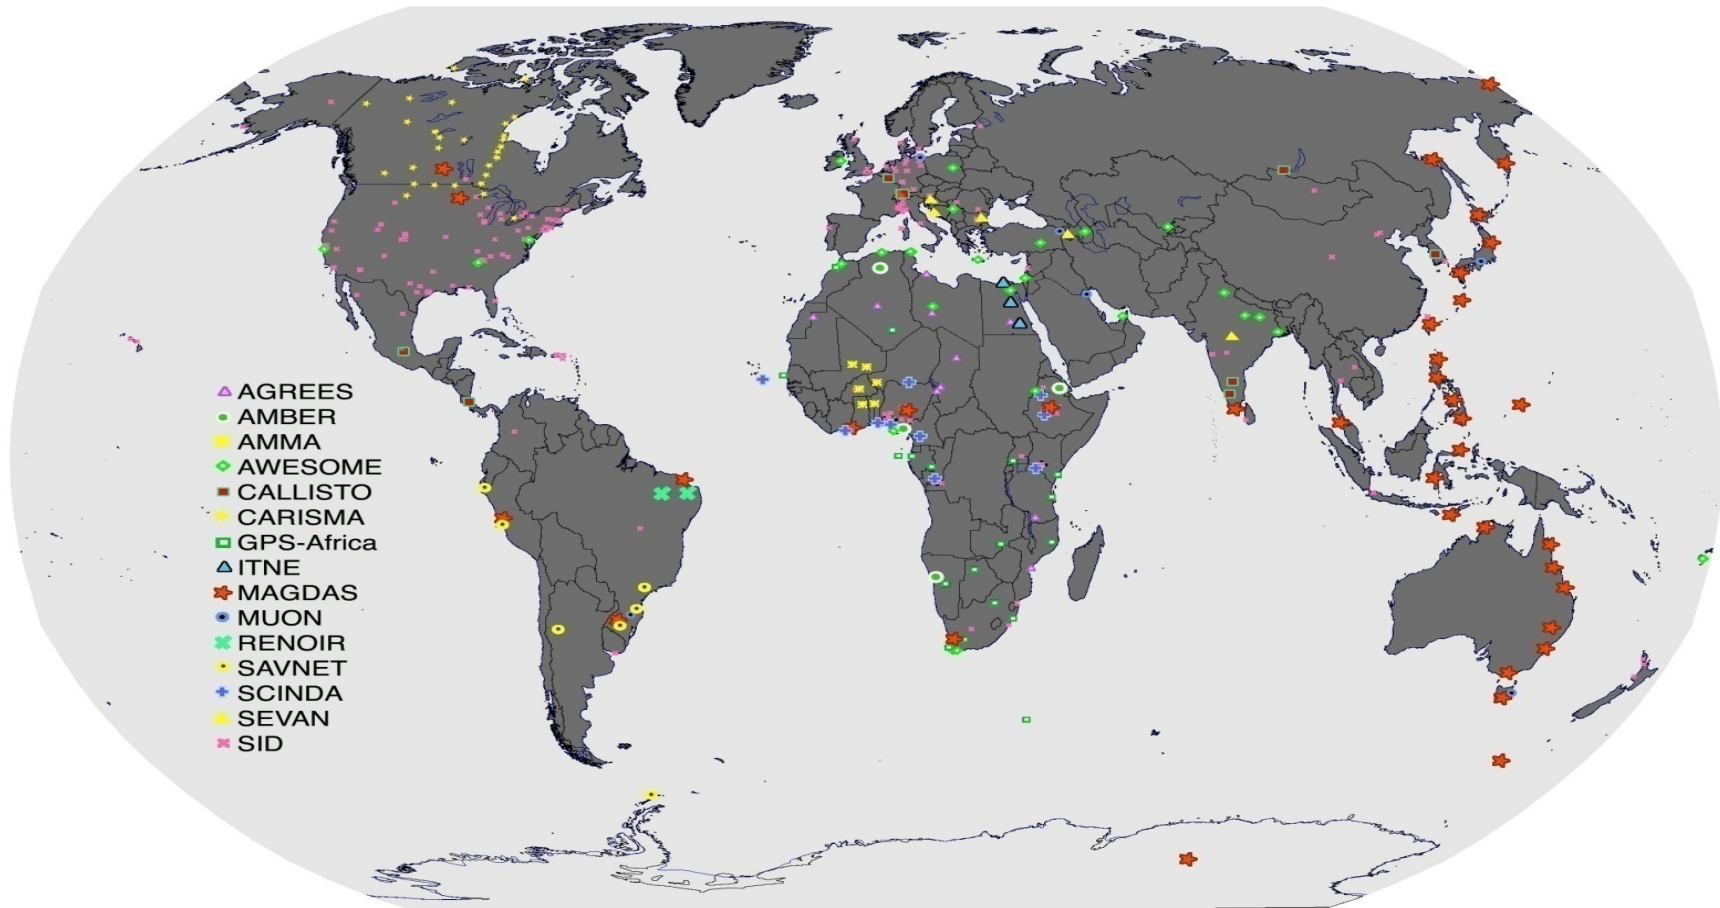 AGREES
AMBER
AMMA
AWESOME
CALLISTO
CARISMA
GPS-Africa
ITNE
MAGDAS
MUON
RENOIR
SAVNET
SCINDA
SEVAN
SID